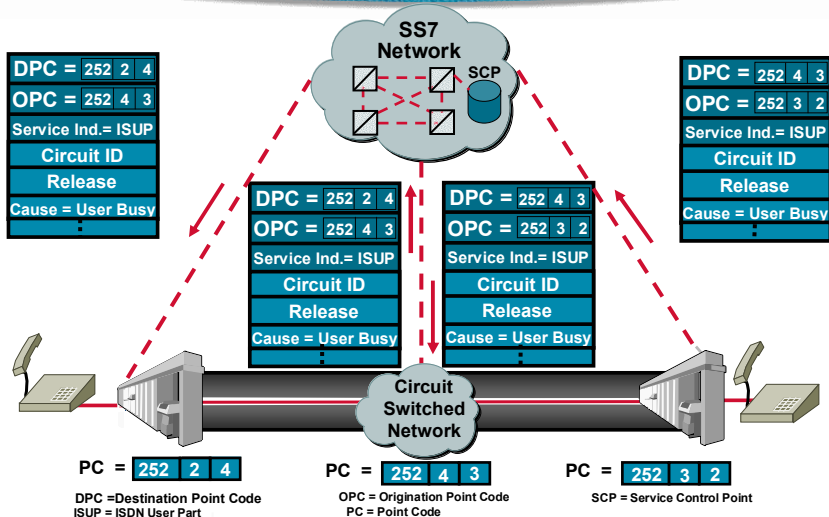 SS7
Network
SCP
DPC = 252 2 4
OPC = 252 4 3
Service Ind.= ISUP
Circuit ID
Release
Cause = User Busy
DPC = 252 4 3
OPC = 252 3 2
Service Ind.= ISUP
Circuit ID
Release
Cause = User Busy
DPC = 252 2 4
OPC = 252 4 3
Service Ind.= ISUP
Circuit ID
Release
Cause = User Busy
DPC = 252 4 3
OPC = 252 3 2
Service Ind.= ISUP
Circuit ID
Release
Cause = User Busy
Circuit
Switched
Network
PC = 252 2 4
PC = 252 4 3
PC = 252 3 2
DPC =Destination Point Code
ISUP = ISDN User Part
OPC = Origination Point Code
PC = Point Code
SCP = Service Control Point